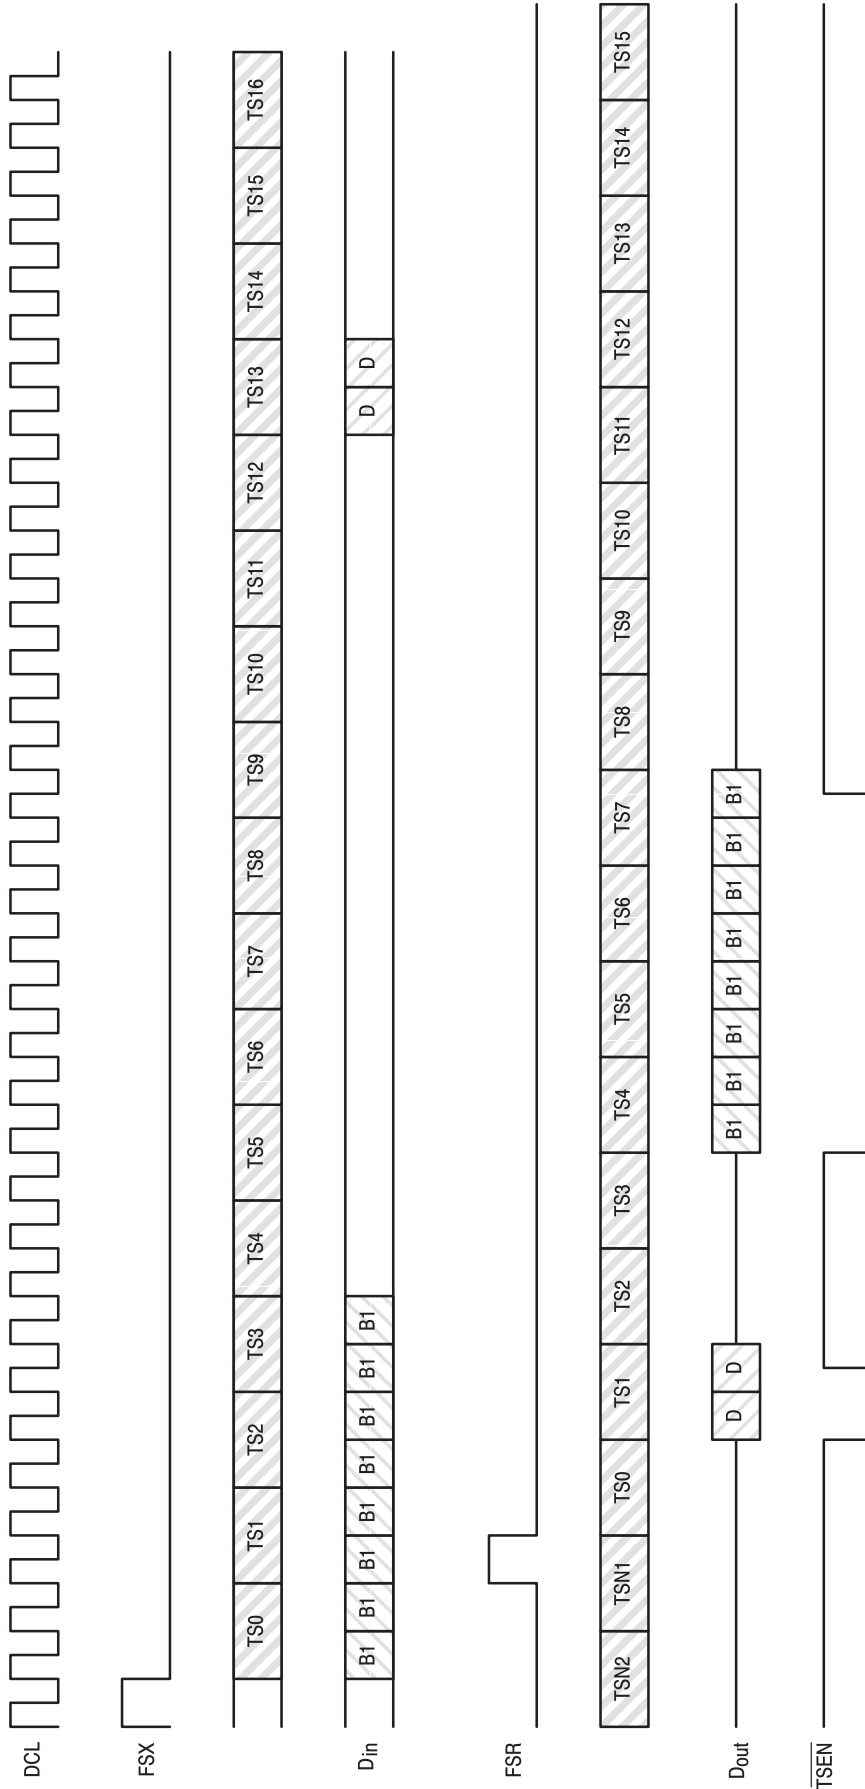 DCL
FSX
TS0 TS1 TS2 TS3 TS4 TS5 TS6 TS7 TS8 TS9 TS10 TS11 TS12 TS13 TS14 TS15 TS16
Din B1 B1 B1 B1 B1 B1 B1 B1 D D
FSR
TSN2 TSN1 TS0 TS1 TS2 TS3 TS4 TS5 TS6 TS7 TS8 TS9 TS10 TS11 TS12 TS13 TS14 TS15
Dout D D B1 B1 B1 B1 B1 B1 B1 B1
TSEN